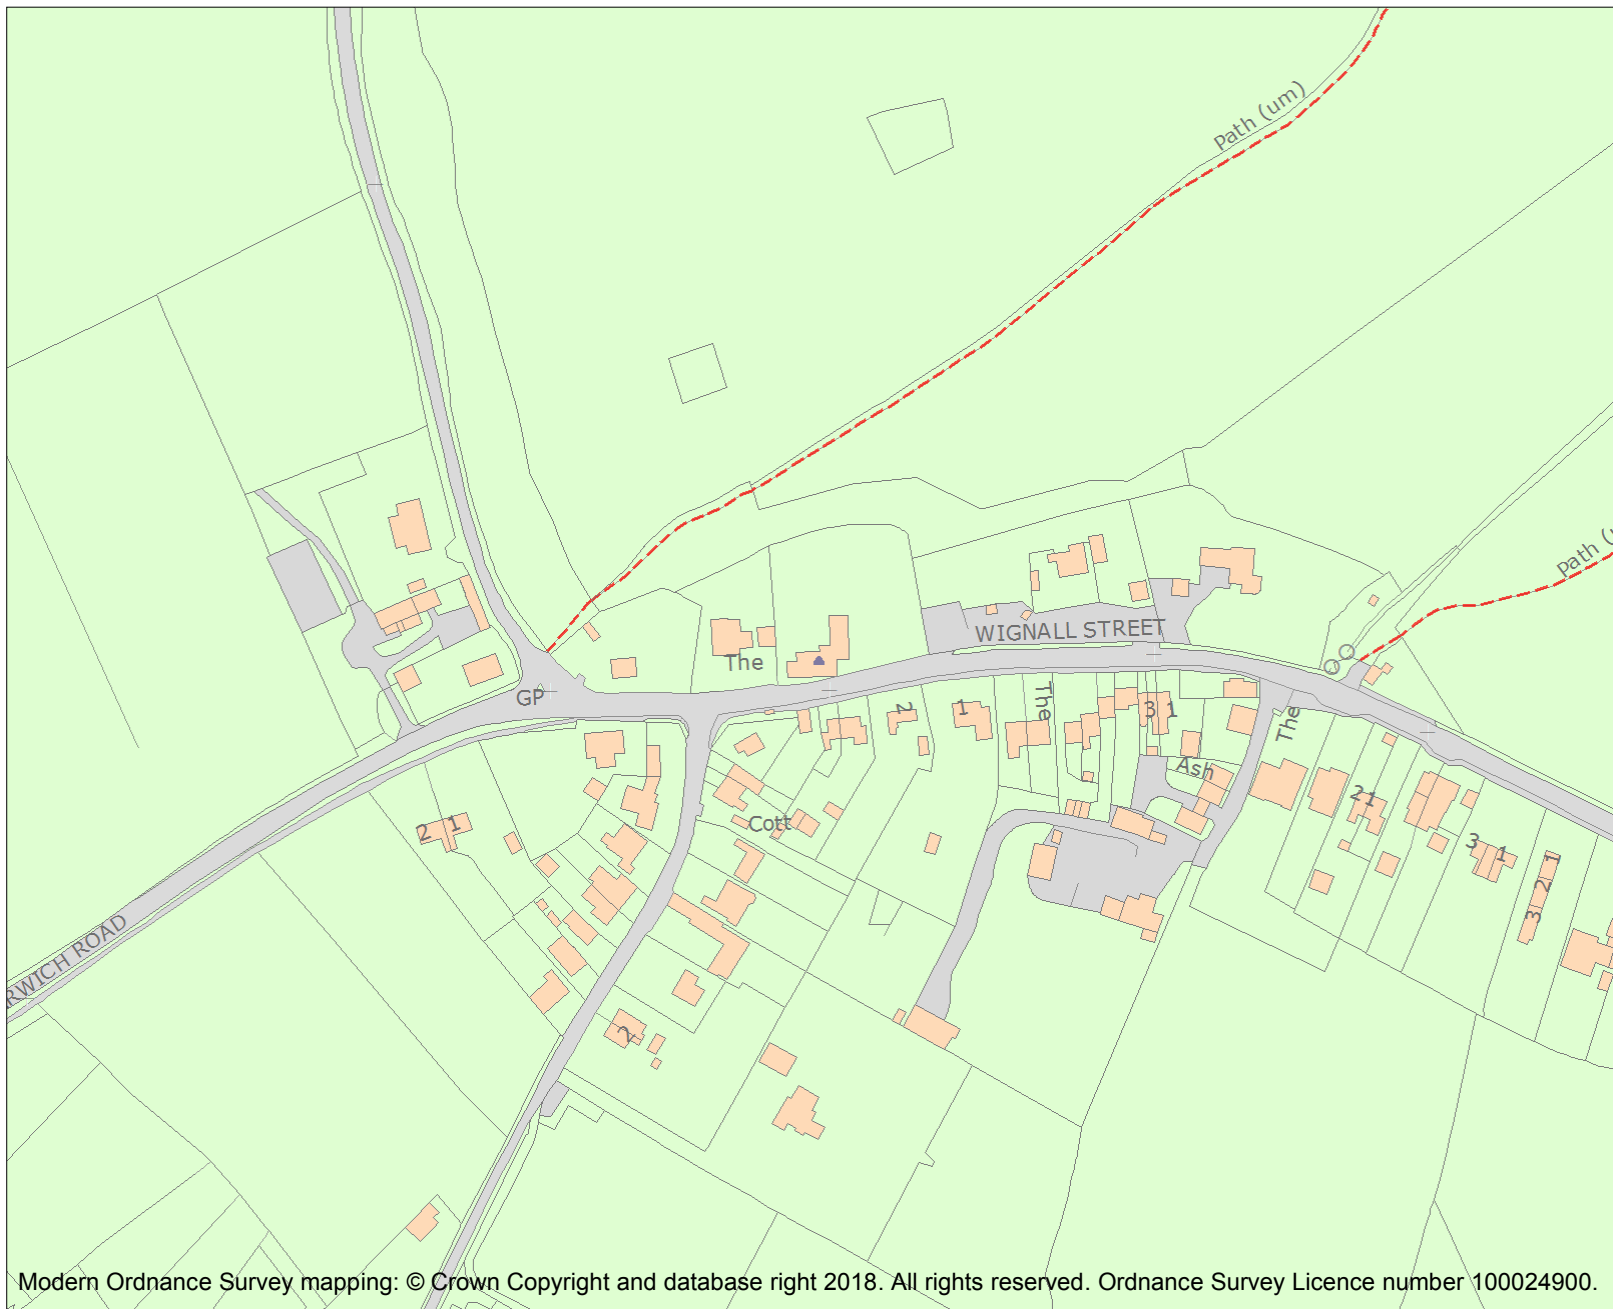 Path (um)
Path (
WIGNALL STREET
The
GP
2
1
The
3 1
The
Ash
2 1
Cott
2 1
3
1
1
2
3
RWICH ROAD
2
Modern Ordnance Survey mapping: © Crown Copyright and database right 2018. All rights reserved. Ordnance Survey Licence number 100024900.